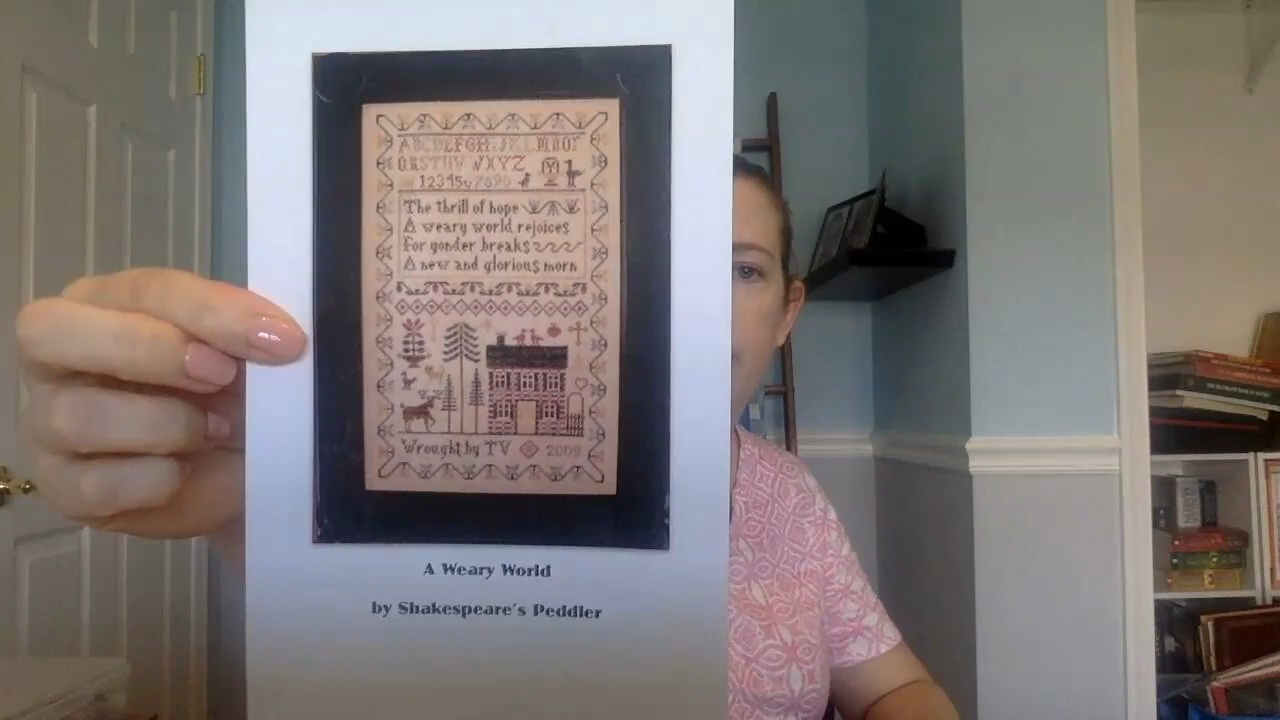 ABCDEFGHIJKLMNOP
QRSTUVWXYZ
1234567890
The thrill of hope
A weary world rejoices
For yonder breaks
A new and glorious morn
Wrought by TV 2009
A Weary World
by Shakespeare's Peddler